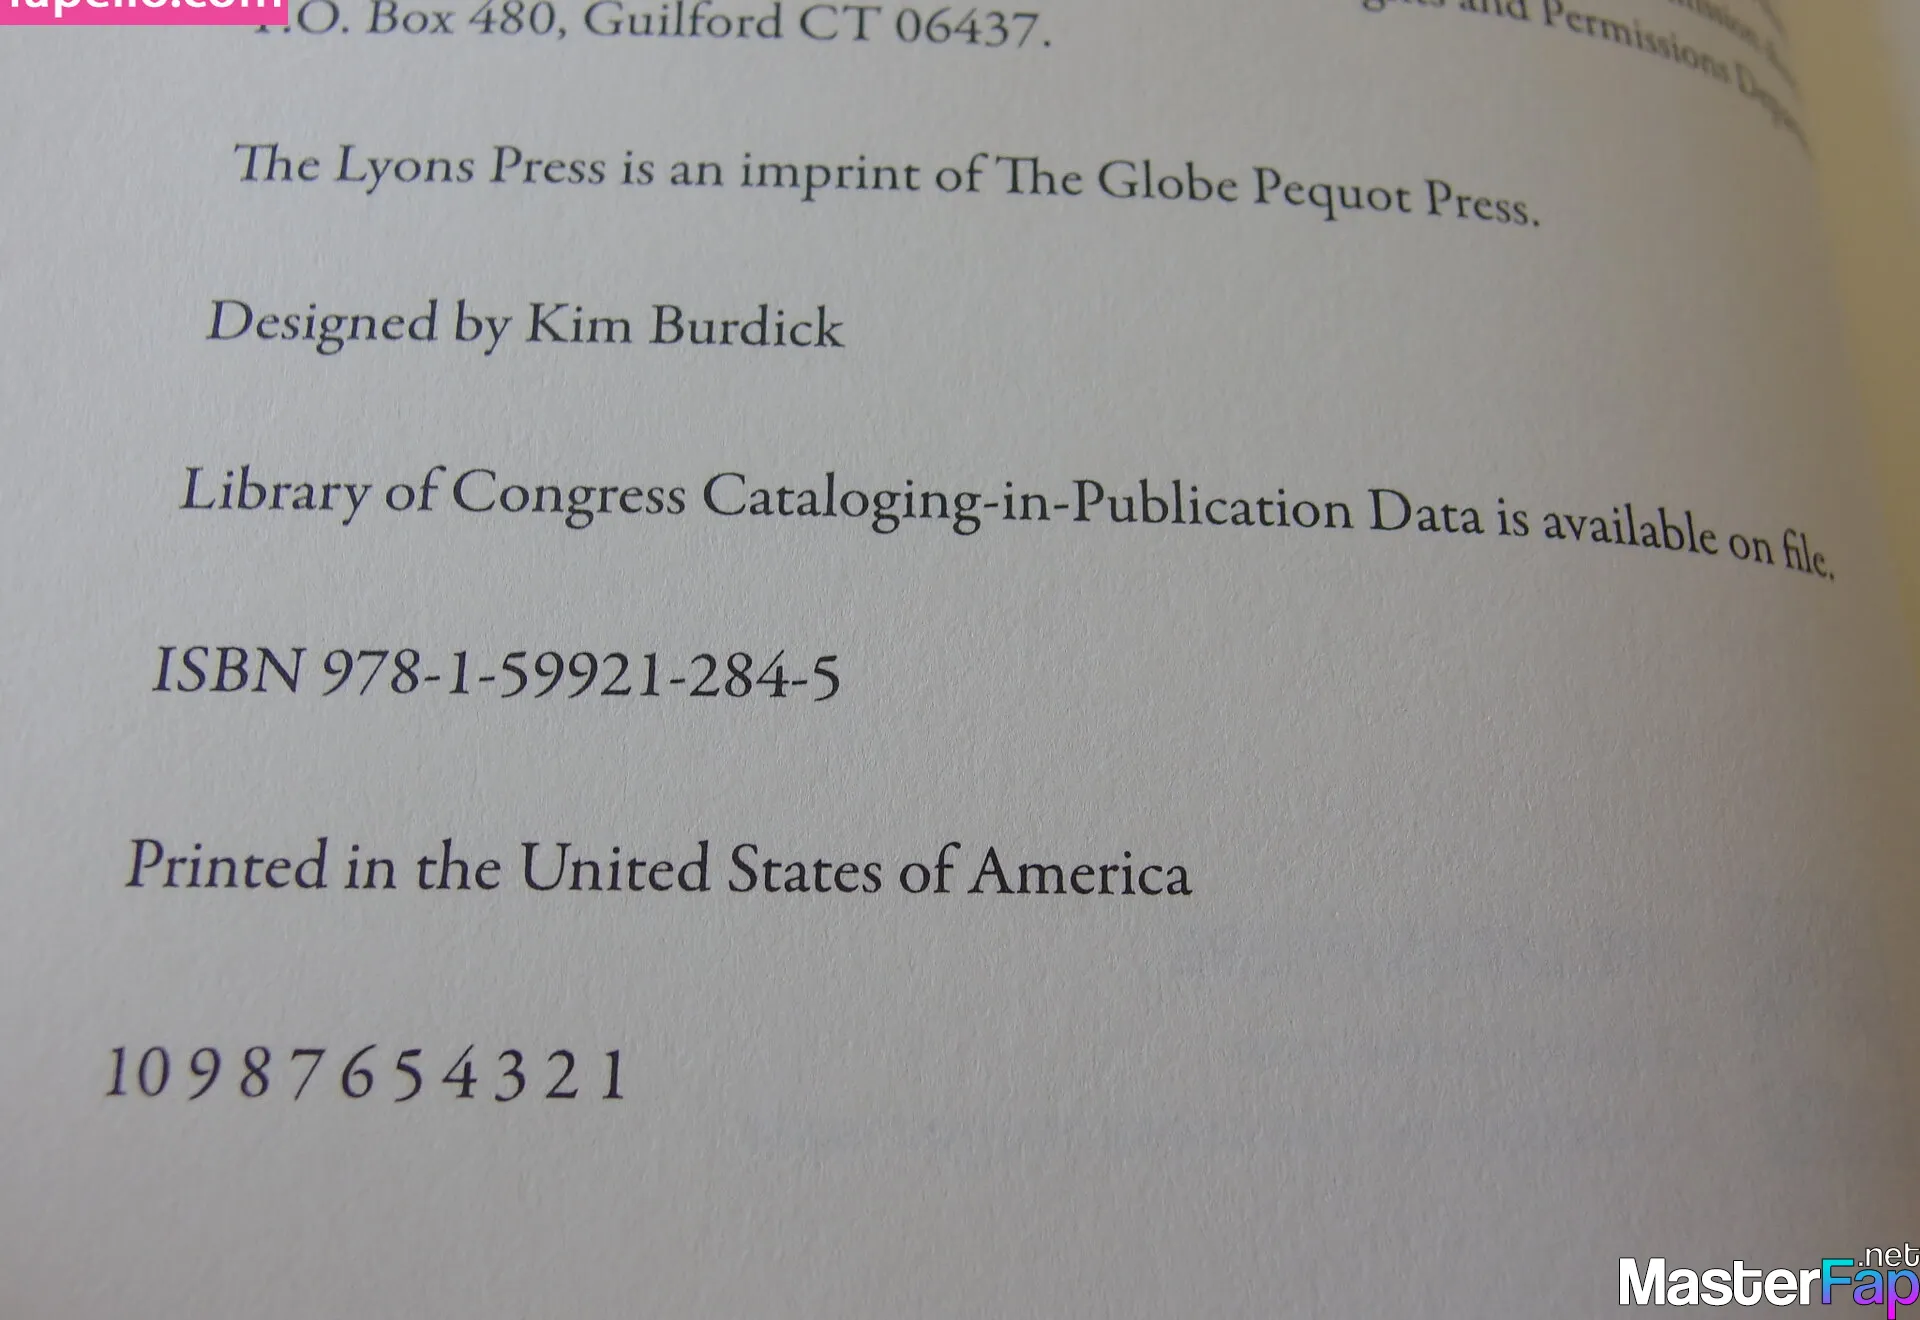 and Permissions
P.O. Box 480, Guilford CT 06437.
The Lyons Press is an imprint of The Globe Pequot Press.
Designed by Kim Burdick
Library of Congress Cataloging-in-Publication Data is available on file.
ISBN 978-1-59921-284-5
Printed in the United States of America
10 9 8 7 6 5 4 3 2 1
MasterFap.net